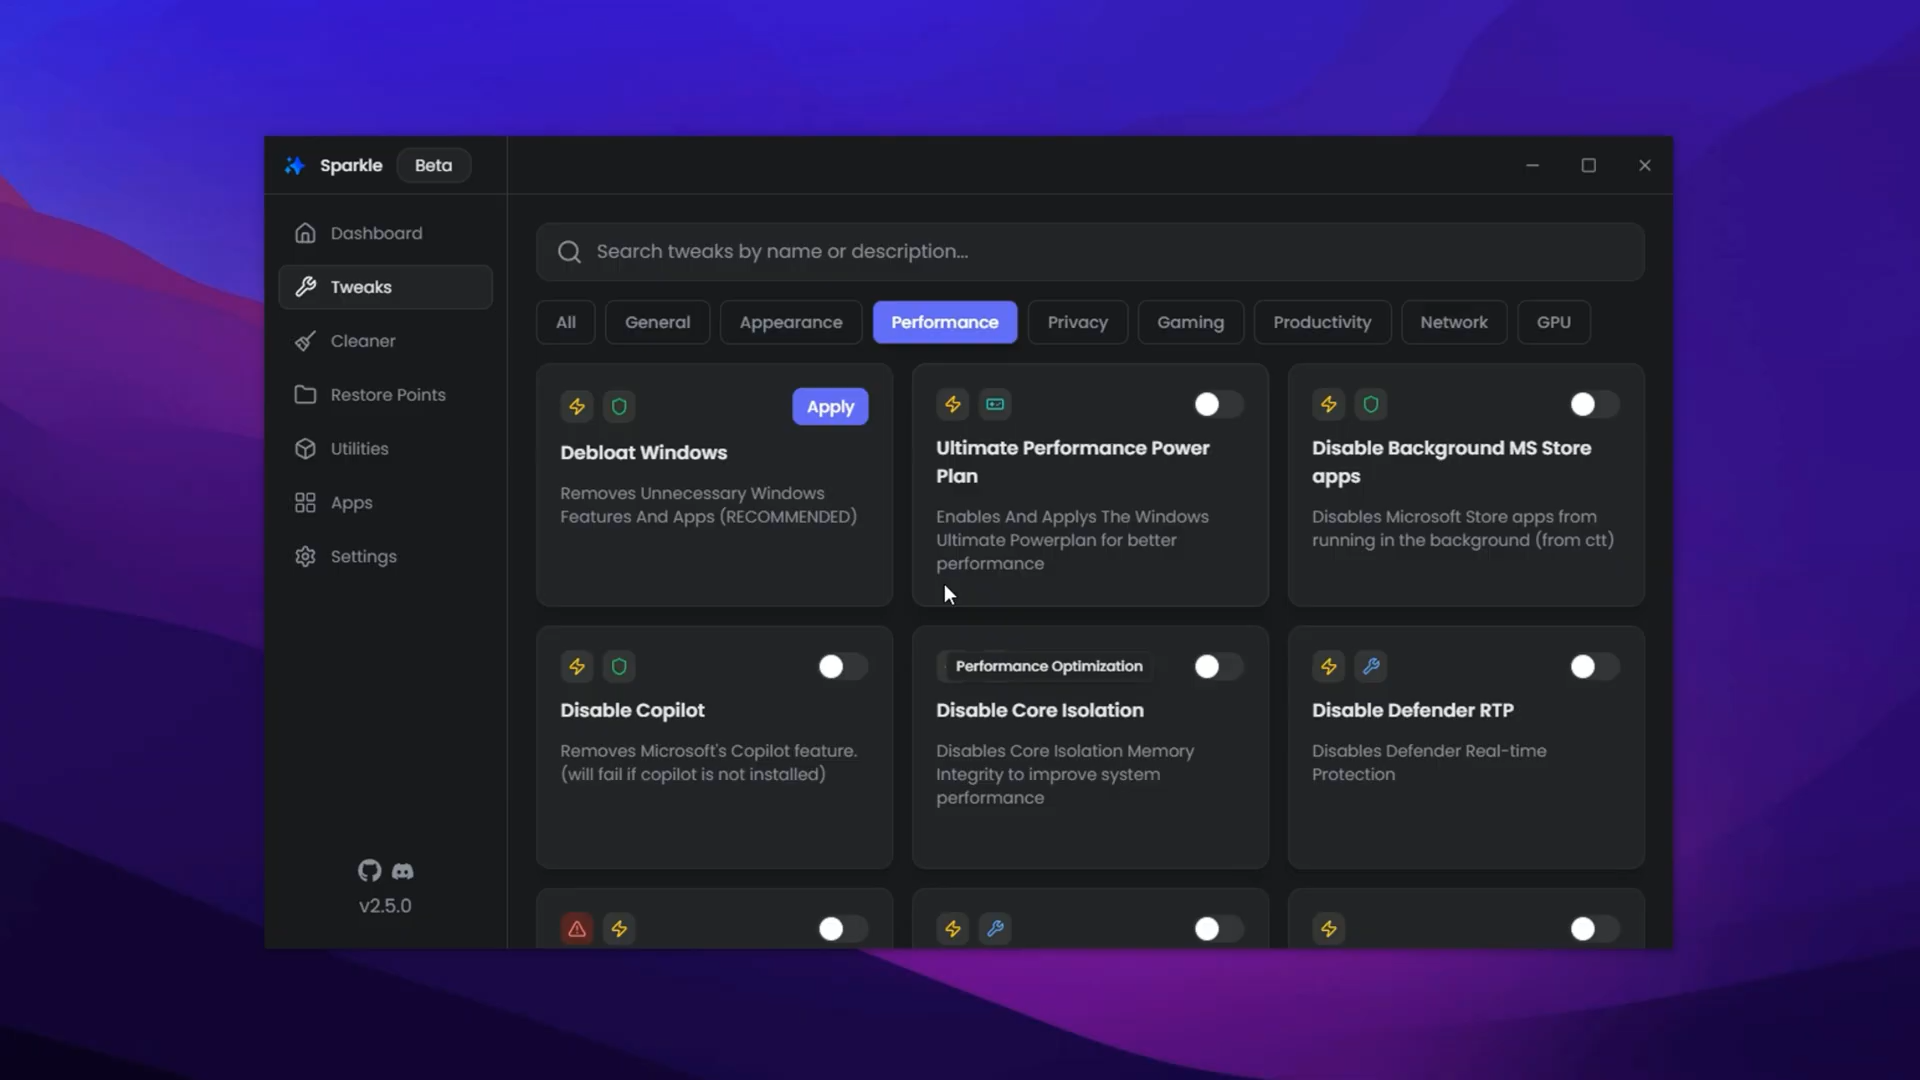 Sparkle Beta
Dashboard
Tweaks
Cleaner
Restore Points
Utilities
Apps
Settings
v2.5.0
Search tweaks by name or description...
All General Appearance Performance Privacy Gaming Productivity Network GPU
Apply
Debloat Windows
Removes Unnecessary Windows
Features And Apps (RECOMMENDED)
Ultimate Performance Power
Plan
Enables And Applys The Windows
Ultimate Powerplan for better
performance
Disable Background MS Store
apps
Disables Microsoft Store apps from
running in the background (from ctt)
Disable Copilot
Removes Microsoft's Copilot feature.
(will fail if copilot is not installed)
Performance Optimization
Disable Core Isolation
Disables Core Isolation Memory
Integrity to improve system
performance
Disable Defender RTP
Disables Defender Real-time
Protection